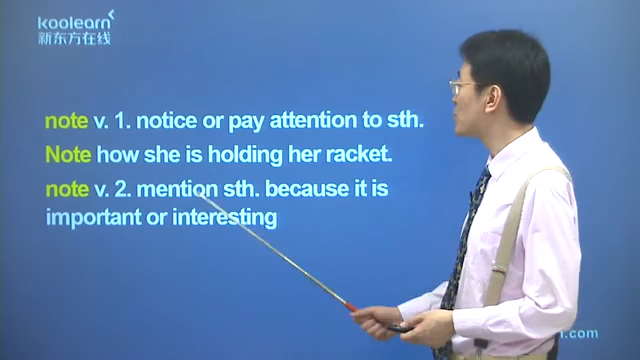 koolearn
新东方在线
note v. 1. notice or pay attention to sth.
Note how she is holding her racket.
note v. 2. mention sth. because it is
important or interesting
.com